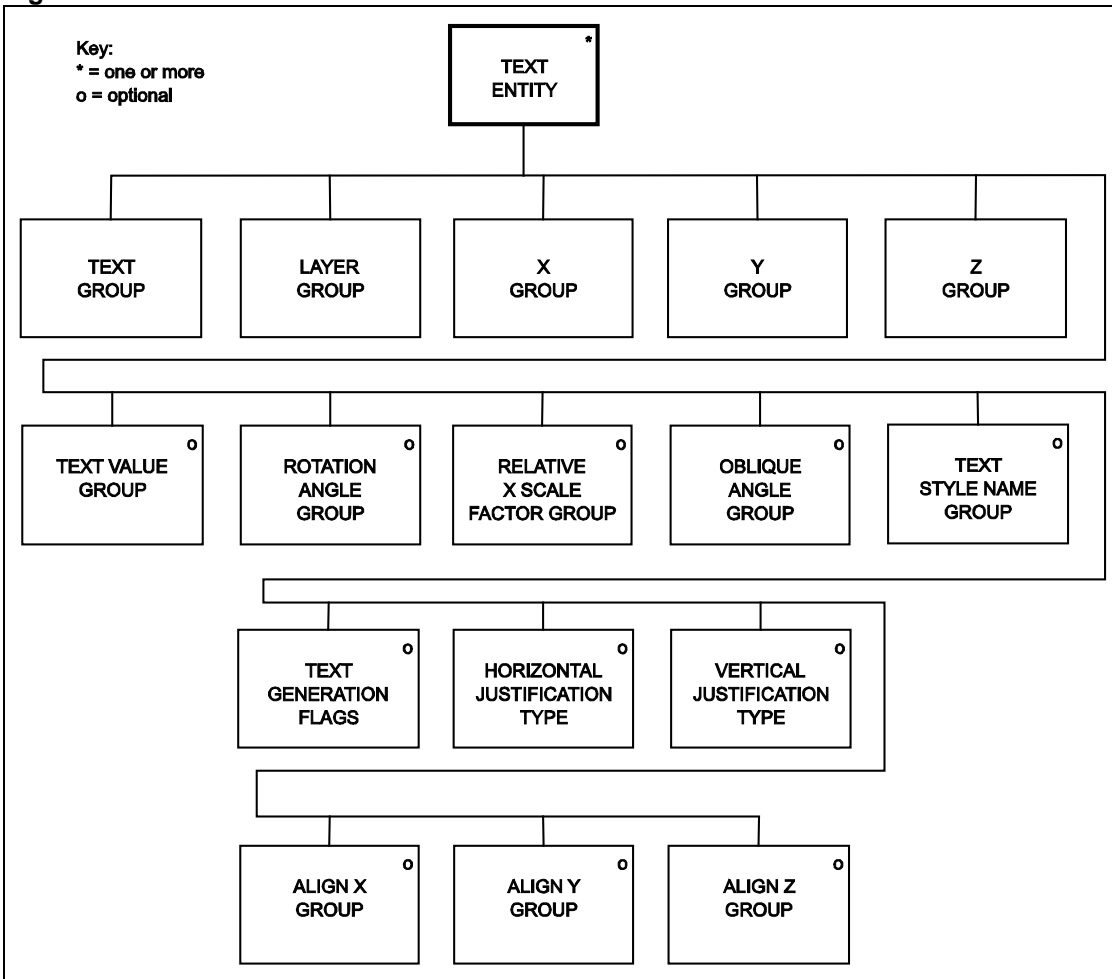 Key:
* = one or more
o = optional
*
TEXT
ENTITY
TEXT
GROUP
LAYER
GROUP
X
GROUP
Y
GROUP
Z
GROUP
o
TEXT VALUE
GROUP
o
ROTATION
ANGLE
GROUP
o
RELATIVE
X SCALE
FACTOR GROUP
o
OBLIQUE
ANGLE
GROUP
o
TEXT
STYLE NAME
GROUP
o
TEXT
GENERATION
FLAGS
o
HORIZONTAL
JUSTIFICATION
TYPE
o
VERTICAL
JUSTIFICATION
TYPE
o
ALIGN X
GROUP
o
ALIGN Y
GROUP
o
ALIGN Z
GROUP